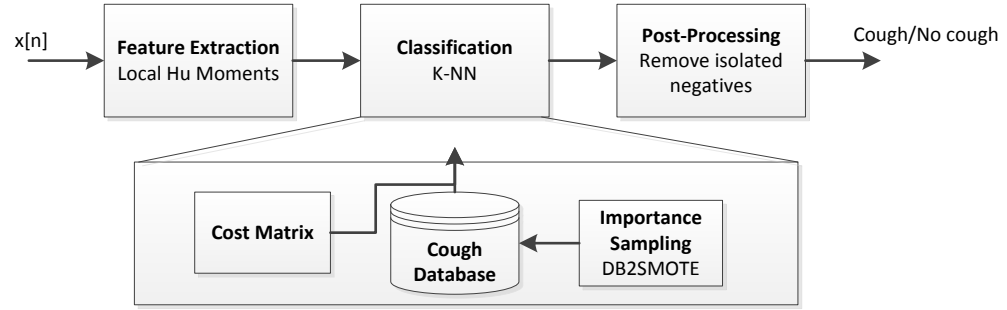 x[n]
Feature Extraction
Local Hu Moments
Classification
K-NN
Post-Processing
Remove isolated
negatives
Cough/No cough
Cost Matrix
Cough
Database
Importance
Sampling
DB2SMOTE